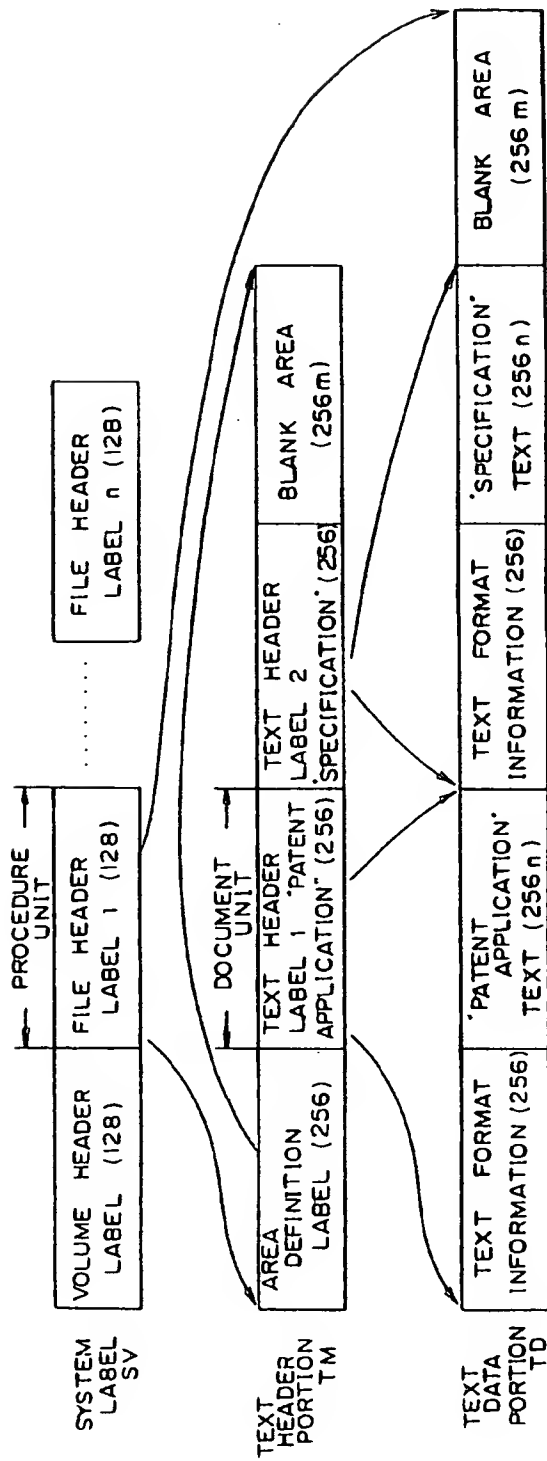 SYSTEM
LABEL
SV
VOLUME HEADER
LABEL (128)
PROCEDURE
UNIT
FILE HEADER
LABEL 1 (128)
.......
FILE HEADER
LABEL n (128)
TEXT
HEADER
PORTION
TM
AREA
DEFINITION
LABEL (256)
DOCUMENT
UNIT
TEXT HEADER
LABEL 1 "PATENT
APPLICATION" (256)
TEXT HEADER
LABEL 2
"SPECIFICATION" (256)
BLANK AREA
(256m)
TEXT
DATA
PORTION
TD
TEXT FORMAT
INFORMATION (256)
"PATENT
APPLICATION"
TEXT (256n)
TEXT FORMAT
INFORMATION (256)
"SPECIFICATION"
TEXT (256n)
BLANK AREA
(256m)